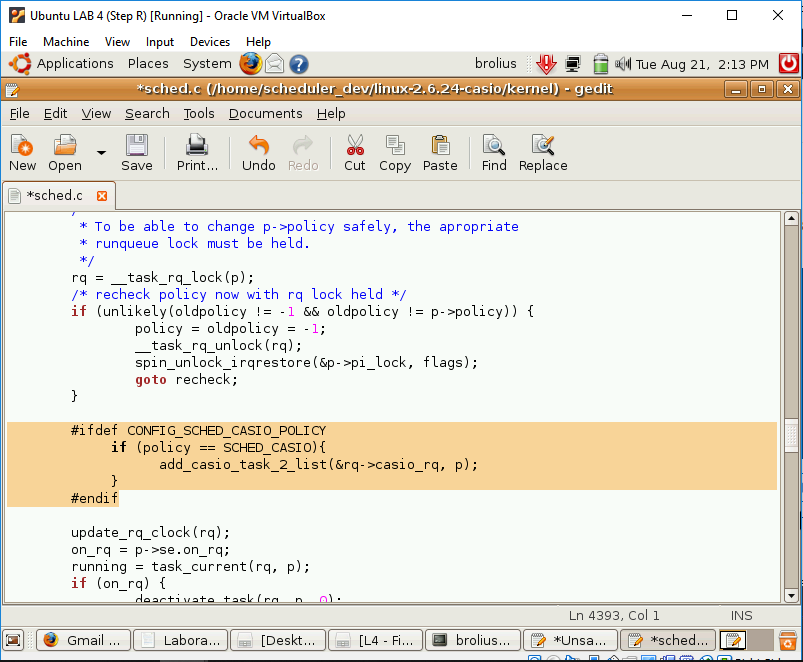 Ubuntu LAB 4 (Step R) [Running] - Oracle VM VirtualBox
File Machine View Input Devices Help
Applications Places System brolius Tue Aug 21, 2:13 PM
*sched.c (/home/scheduler_dev/linux-2.6.24-casio/kernel) - gedit
File Edit View Search Tools Documents Help
New Open Save Print... Undo Redo Cut Copy Paste Find Replace
*sched.c
* To be able to change p->policy safely, the apropriate
* runqueue lock must be held.
*/
rq = __task_rq_lock(p);
/* recheck policy now with rq lock held */
if (unlikely(oldpolicy != -1 && oldpolicy != p->policy)) {
policy = oldpolicy = -1;
__task_rq_unlock(rq);
spin_unlock_irqrestore(&p->pi_lock, flags);
goto recheck;
}
#ifdef CONFIG_SCHED_CASIO_POLICY
if (policy == SCHED_CASIO){
add_casio_task_2_list(&rq->casio_rq, p);
}
#endif
update_rq_clock(rq);
on_rq = p->se.on_rq;
running = task_current(rq, p);
if (on_rq) {
deactivate_task(rq, p, 0);
Ln 4393, Col 1 INS
Gmail ... Labora... [Deskt... [L4 - Fi... brolius... *Unsa... *sched...